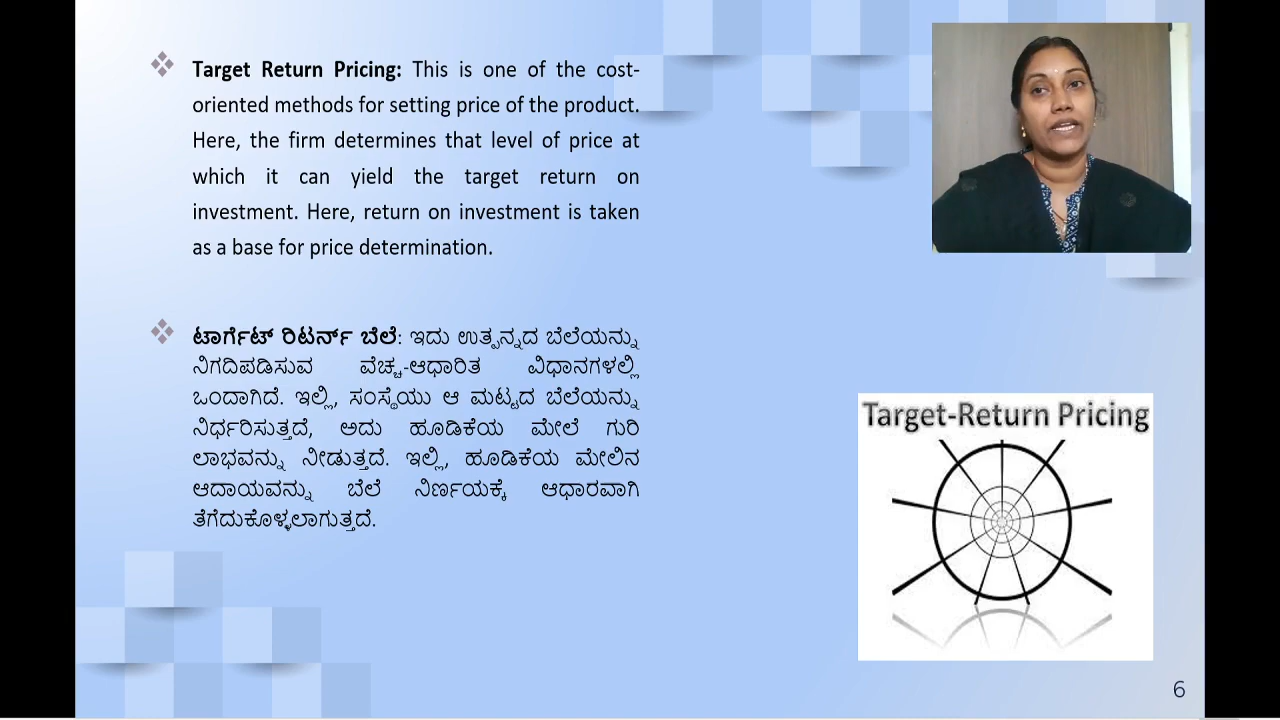 Target Return Pricing: This is one of the cost-
oriented methods for setting price of the product.
Here, the firm determines that level of price at
which it can yield the target return on
investment. Here, return on investment is taken
as a base for price determination.
ಟಾರ್ಗೆಟ್ ರಿಟರ್ನ್ ಬೆಲೆ: ಇದು ಉತ್ಪನ್ನದ ಬೆಲೆಯನ್ನು
ನಿಗದಿಪಡಿಸುವ ವೆಚ್ಚ-ಆಧಾರಿತ ವಿಧಾನಗಳಲ್ಲಿ
ಒಂದಾಗಿದೆ. ಇಲ್ಲಿ, ಸಂಸ್ಥೆಯು ಆ ಮಟ್ಟದ ಬೆಲೆಯನ್ನು
ನಿರ್ಧರಿಸುತ್ತದೆ, ಅದು ಹೂಡಿಕೆಯ ಮೇಲೆ ಗುರಿ
ಲಾಭವನ್ನು ನೀಡುತ್ತದೆ. ಇಲ್ಲಿ, ಹೂಡಿಕೆಯ ಮೇಲಿನ
ಆದಾಯವನ್ನು ಬೆಲೆ ನಿರ್ಣಯಕ್ಕೆ ಆಧಾರವಾಗಿ
ತೆಗೆದುಕೊಳ್ಳಲಾಗುತ್ತದೆ.
Target-Return Pricing
6